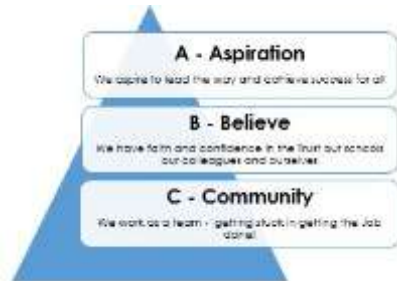 A - Aspiration
We aspire to lead the way and achieve success for all
B - Believe
We have faith and confidence in the Trust our schools
our colleagues and ourselves
C - Community
We work as a team - getting stuck in getting the Job
done!